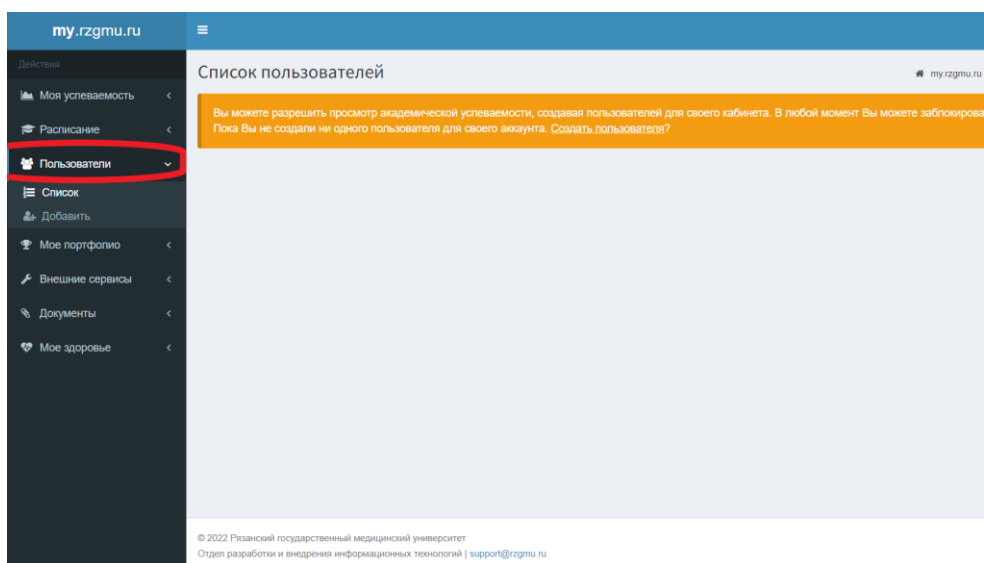 my.rzgmu.ru
Действия
Моя успеваемость
Расписание
Пользователи
Список
Добавить
Мое портфолио
Внешние сервисы
Документы
Мое здоровье
Список пользователей
my.rzgmu.ru
Вы можете разрешить просмотр академической успеваемости, создавая пользователей для своего кабинета. В любой момент Вы можете заблокирова
Пока Вы не создали ни одного пользователя для своего аккаунта. Создать пользователя?
© 2022 Рязанский государственный медицинский университет
Отдел разработки и внедрения информационных технологий | support@rzgmu.ru